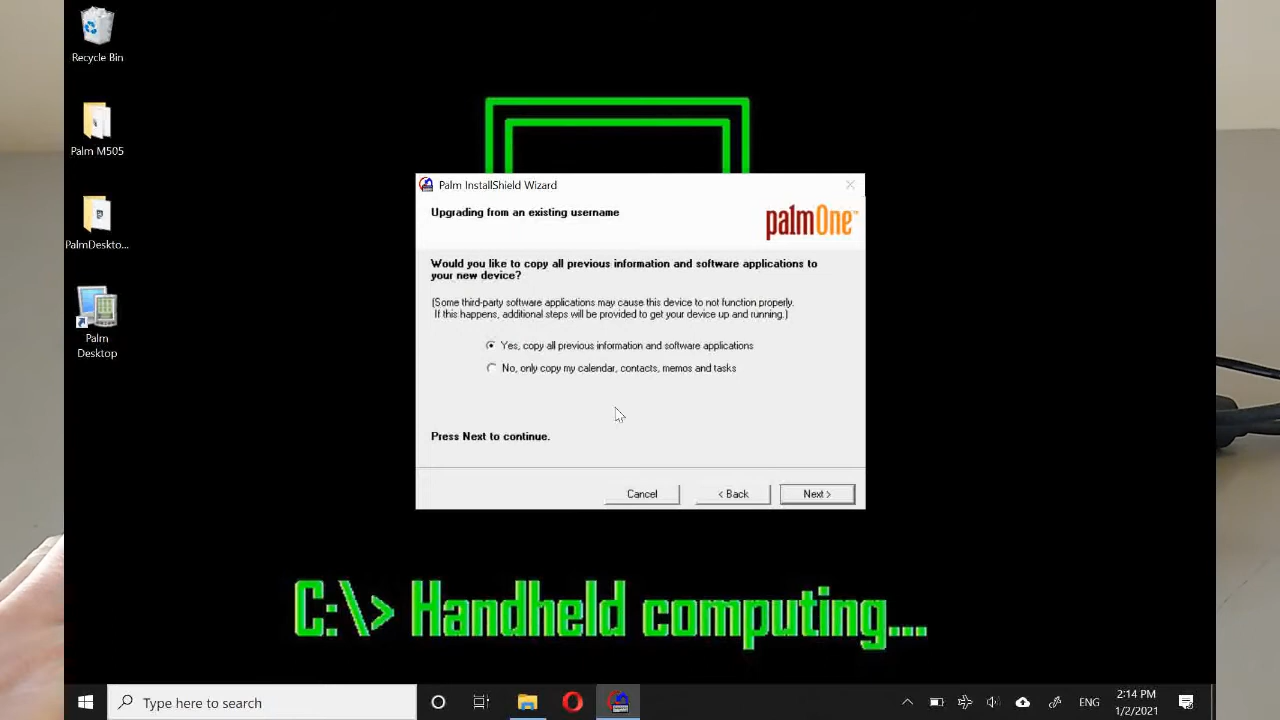 Recycle Bin
Palm M505
PalmDeskto...
Palm
Desktop
Palm InstallShield Wizard
Upgrading from an existing username
palmOne™
Would you like to copy all previous information and software applications to
your new device?
(Some third-party software applications may cause this device to not function properly.
If this happens, additional steps will be provided to get your device up and running.)
Yes, copy all previous information and software applications
No, only copy my calendar, contacts, memos and tasks
Press Next to continue.
Cancel
< Back
Next >
C:\> Handheld computing...
Type here to search
ENG
2:14 PM
1/2/2021